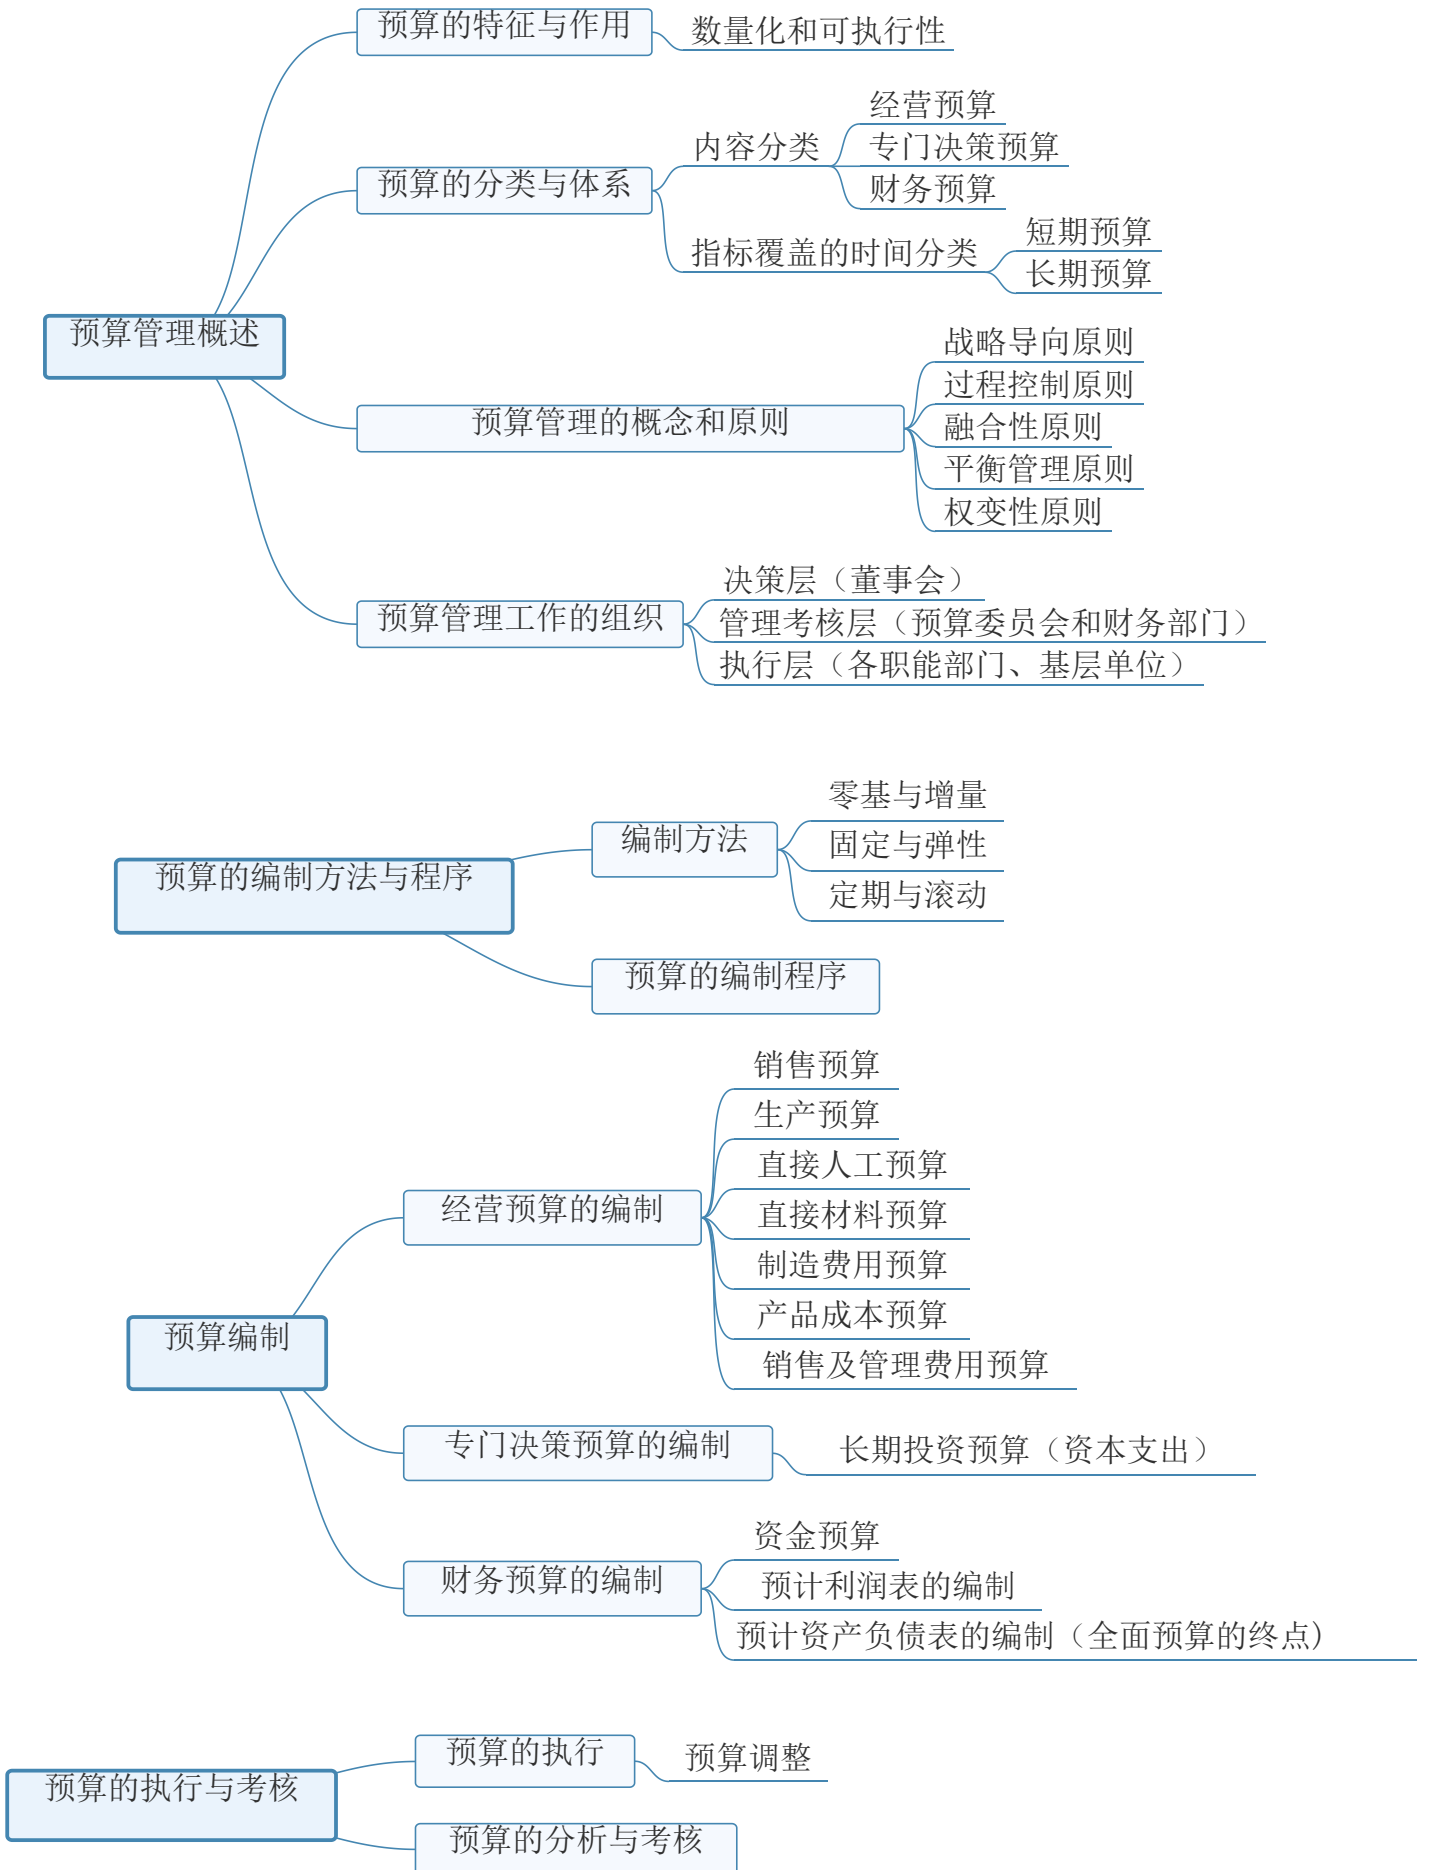 预算管理概述
预算的特征与作用
数量化和可执行性
预算的分类与体系
内容分类
经营预算
专门决策预算
财务预算
指标覆盖的时间分类
短期预算
长期预算
预算管理的概念和原则
战略导向原则
过程控制原则
融合性原则
平衡管理原则
权变性原则
预算管理工作的组织
决策层（董事会）
管理考核层（预算委员会和财务部门）
执行层（各职能部门、基层单位）
预算的编制方法与程序
编制方法
零基与增量
固定与弹性
定期与滚动
预算的编制程序
预算编制
经营预算的编制
销售预算
生产预算
直接人工预算
直接材料预算
制造费用预算
产品成本预算
销售及管理费用预算
专门决策预算的编制
长期投资预算（资本支出）
财务预算的编制
资金预算
预计利润表的编制
预计资产负债表的编制（全面预算的终点)
预算的执行与考核
预算的执行
预算调整
预算的分析与考核